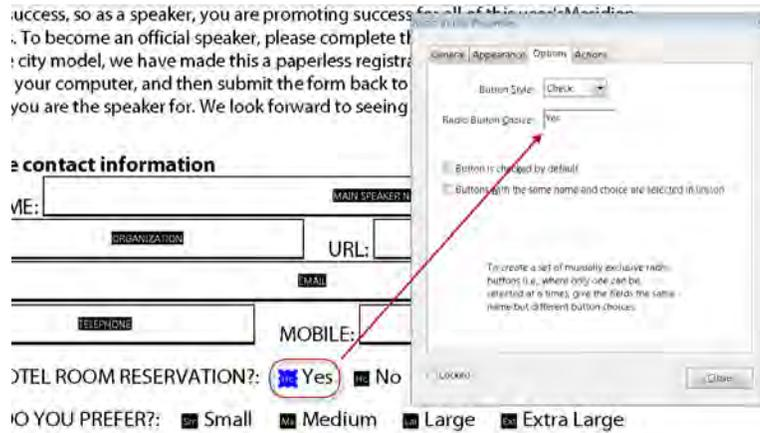 success, so as a speaker, you are promoting success for all of this year's Meridian
. To become an official speaker, please complete th
e city model, we have made this a paperless registra
your computer, and then submit the form back to
you are the speaker for. We look forward to seeing
e contact information
ME:
MAIN SPEAKER N
ORGANIZATION
URL:
EMAIL
TELEPHONE
MOBILE:
OTEL ROOM RESERVATION?: Yes No
DO YOU PREFER?: Small Medium Large Extra Large
Properties
General Appearance Options Actions
Button Style: Check
Radio Button Choice: Yes
Button is checked by default
Buttons with the same name and choice are selected in unison
To create a set of mutually exclusive radio
buttons (i.e., where only one can be
selected at a time), give the fields the same
name but different button choices.
Locked
Close